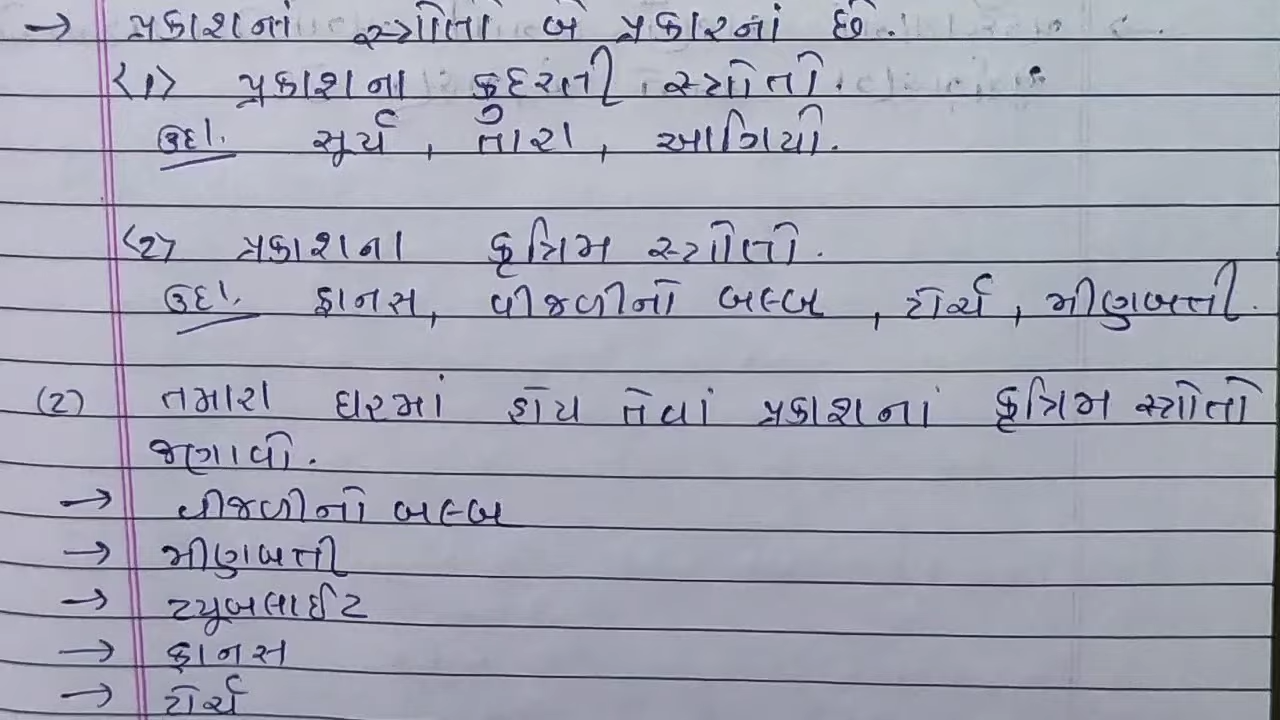 → પ્રકાશનાં સ્ત્રોતો બે પ્રકારનાં છે.
<1> પ્રકાશના કુદરતી સ્ત્રોતો.
ઉદા. સૂર્ય, તારા, આગિયો.
<2> પ્રકાશના કૃત્રિમ સ્ત્રોતો.
ઉદા. ફાનસ, વીજળીનો બલ્બ, ટોર્ચ, મીણબત્તી.
(2) તમારા ઘરમાં હોય તેવાં પ્રકાશનાં કૃત્રિમ સ્ત્રોતો
જણાવો.
→ વીજળીનો બલ્બ
→ મીણબત્તી
→ ટ્યુબલાઈટ
→ ફાનસ
→ ટોર્ચ